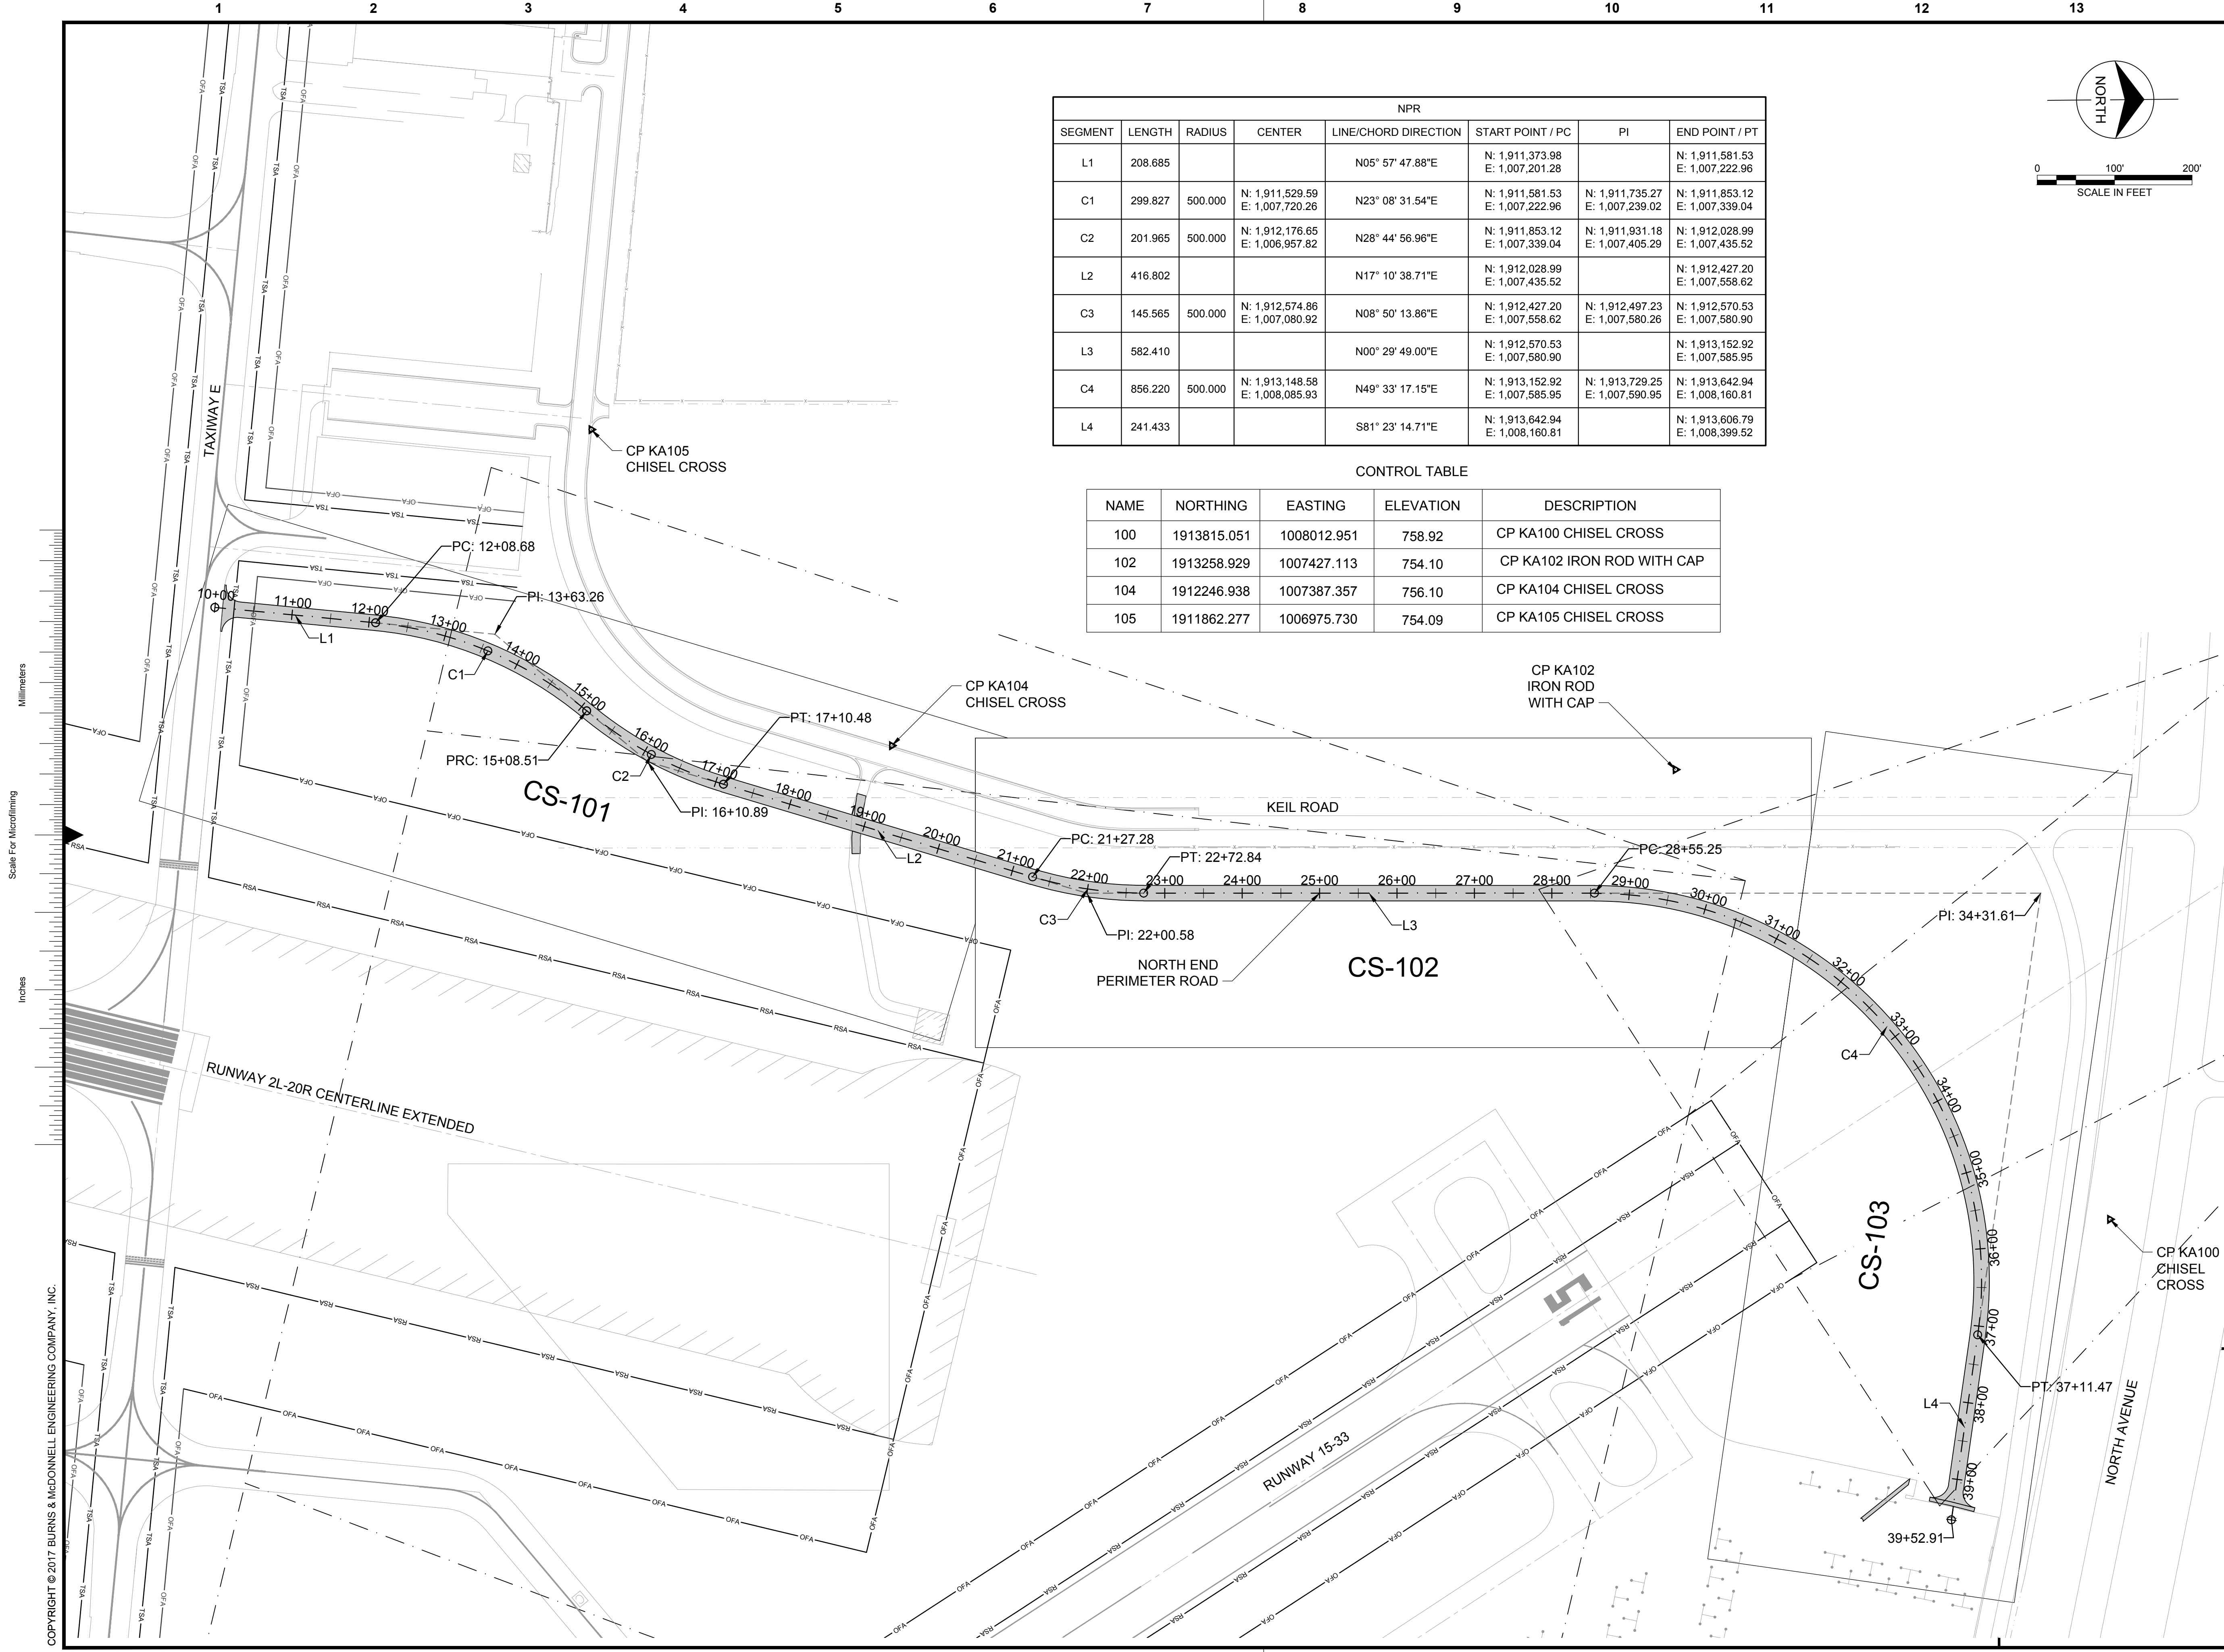 1 2 3 4 5 6 7 8 9 10 11 12 13
NORTH
0 100' 200'
SCALE IN FEET
NPR
SEGMENT LENGTH RADIUS CENTER LINE/CHORD DIRECTION START POINT / PC PI END POINT / PT
L1 208.685 N05° 57' 47.88"E N: 1,911,373.98 E: 1,007,201.28 N: 1,911,581.53 E: 1,007,222.96
C1 299.827 500.000 N: 1,911,529.59 E: 1,007,720.26 N23° 08' 31.54"E N: 1,911,581.53 E: 1,007,222.96 N: 1,911,735.27 E: 1,007,239.02 N: 1,911,853.12 E: 1,007,339.04
C2 201.965 500.000 N: 1,912,176.65 E: 1,006,957.82 N28° 44' 56.96"E N: 1,911,853.12 E: 1,007,339.04 N: 1,911,931.18 E: 1,007,405.29 N: 1,912,028.99 E: 1,007,435.52
L2 416.802 N17° 10' 38.71"E N: 1,912,028.99 E: 1,007,435.52 N: 1,912,427.20 E: 1,007,558.62
C3 145.565 500.000 N: 1,912,574.86 E: 1,007,080.92 N08° 50' 13.86"E N: 1,912,427.20 E: 1,007,558.62 N: 1,912,497.23 E: 1,007,580.26 N: 1,912,570.53 E: 1,007,580.90
L3 582.410 N00° 29' 49.00"E N: 1,912,570.53 E: 1,007,580.90 N: 1,913,152.92 E: 1,007,585.95
C4 856.220 500.000 N: 1,913,148.58 E: 1,008,085.93 N49° 33' 17.15"E N: 1,913,152.92 E: 1,007,585.95 N: 1,913,729.25 E: 1,007,590.95 N: 1,913,642.94 E: 1,008,160.81
L4 241.433 S81° 23' 14.71"E N: 1,913,642.94 E: 1,008,160.81 N: 1,913,606.79 E: 1,008,399.52
CONTROL TABLE
NAME NORTHING EASTING ELEVATION DESCRIPTION
100 1913815.051 1008012.951 758.92 CP KA100 CHISEL CROSS
102 1913258.929 1007427.113 754.10 CP KA102 IRON ROD WITH CAP
104 1912246.938 1007387.357 756.10 CP KA104 CHISEL CROSS
105 1911862.277 1006975.730 754.09 CP KA105 CHISEL CROSS
TAXIWAY E
CP KA105
CHISEL CROSS
PC: 12+08.68
PI: 13+63.26
10+00
11+00
12+00
13+00
14+00
15+00
16+00
17+00
18+00
19+00
20+00
21+00
22+00
23+00
24+00
25+00
26+00
27+00
28+00
29+00
30+00
31+00
32+00
33+00
34+00
35+00
36+00
37+00
38+00
39+00
L1
C1
PRC: 15+08.51
C2
PI: 16+10.89
CS-101
PT: 17+10.48
CP KA104
CHISEL CROSS
L2
CP KA102
IRON ROD
WITH CAP
KEIL ROAD
PC: 21+27.28
PT: 22+72.84
C3
PI: 22+00.58
NORTH END
PERIMETER ROAD
L3
CS-102
PC: 28+55.25
PI: 34+31.61
C4
CS-103
CP KA100
CHISEL
CROSS
PT: 37+11.47
L4
39+52.91
NORTH AVENUE
RUNWAY 2L-20R CENTERLINE EXTENDED
RUNWAY 15-33
15
OFA
TSA
RSA
Millimeters
Scale For Microfilming
Inches
COPYRIGHT © 2017 BURNS & McDONNELL ENGINEERING COMPANY, INC.